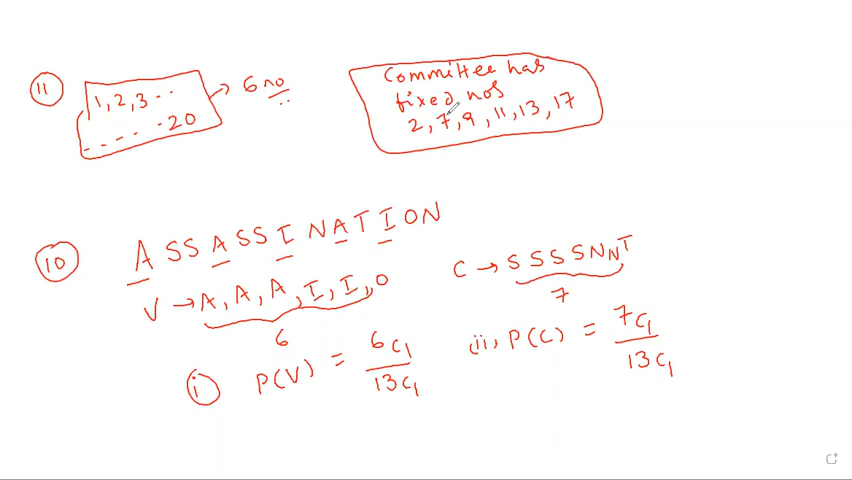 11 1, 2, 3 ... → 6 no
..... 20
Committee has
fixed nos
2, 7, 9, 11, 13, 17
10 ASSASSINATION
V → A, A, A, I, I, O
6
C → S S S S N N T
7
i P(V) = 6C1 / 13C1
(ii, P(C) = 7C1 / 13C1